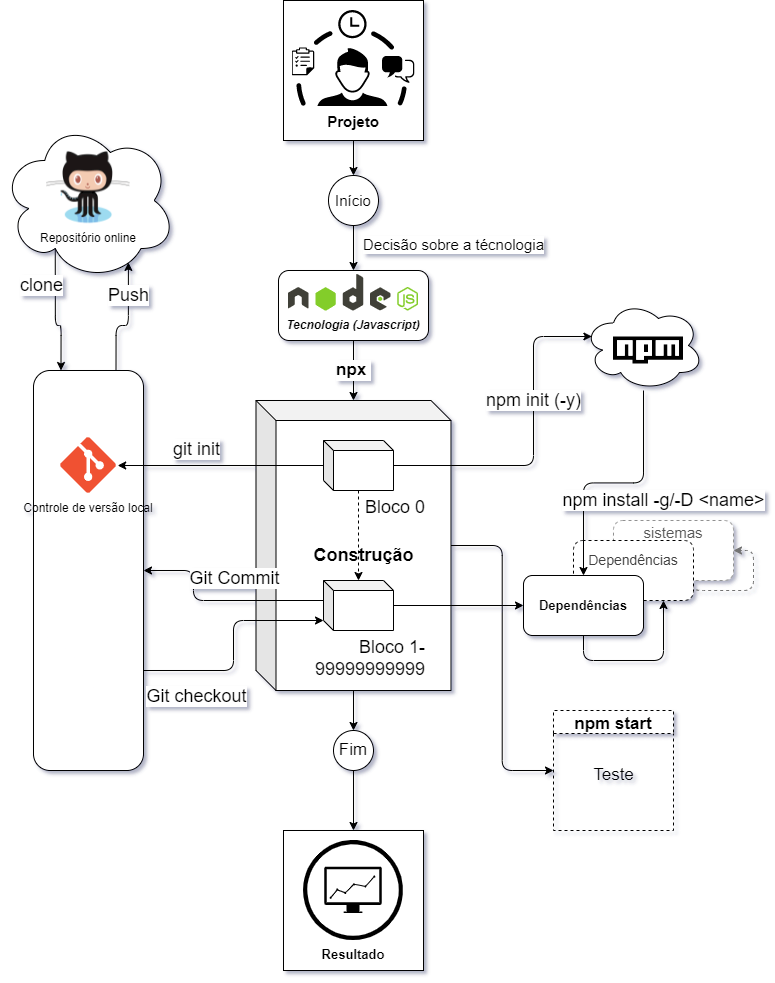 Projeto
Início
Decisão sobre a técnologia
Repositório online
clone
Push
node
JS
Tecnologia (Javascript)
npx
npm
npm init (-y)
git init
Controle de versão local
Bloco 0
npm install -g/-D <name>
sistemas
Dependências
Construção
Git Commit
Dependências
Bloco 1-
99999999999
Git checkout
npm start
Teste
Fim
Resultado